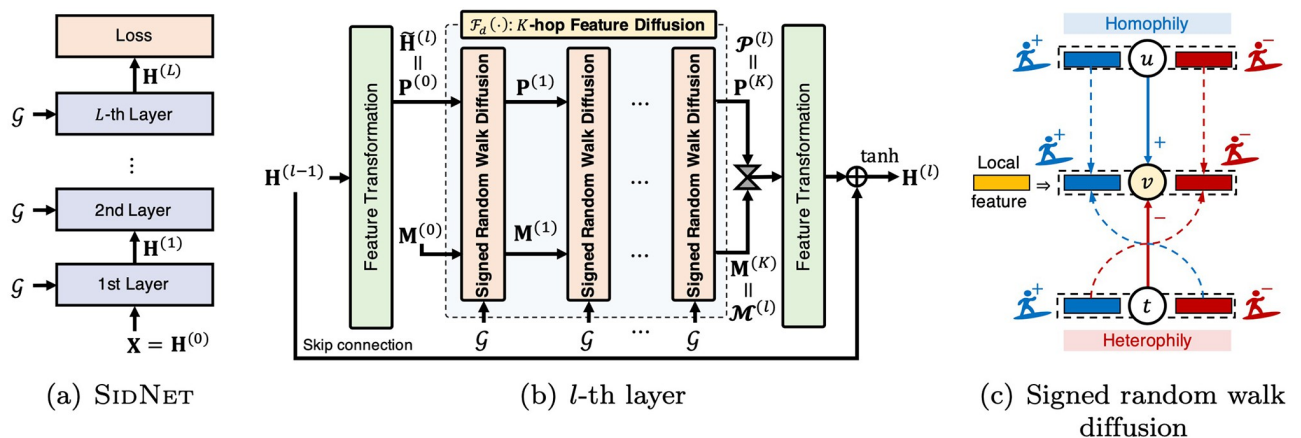 Loss
H^(L)
𝒢
L-th Layer
⋮
𝒢
2nd Layer
H^(1)
𝒢
1st Layer
X = H^(0)
(a) SIDNET
ℱ_d(·): K-hop Feature Diffusion
H̃^(l)
=
P^(0)
P^(1)
...
𝒫^(l)
=
P^(K)
H^(l−1)
Feature Transformation
Signed Random Walk Diffusion
Signed Random Walk Diffusion
...
Signed Random Walk Diffusion
Feature Transformation
tanh
H^(l)
M^(0)
M^(1)
...
M^(K)
=
ℳ^(l)
Skip connection
𝒢
𝒢
...
𝒢
(b) l-th layer
Homophily
+
u
−
+
+
−
Local
feature
⇒
v
−
+
t
−
Heterophily
(c) Signed random walk
diffusion